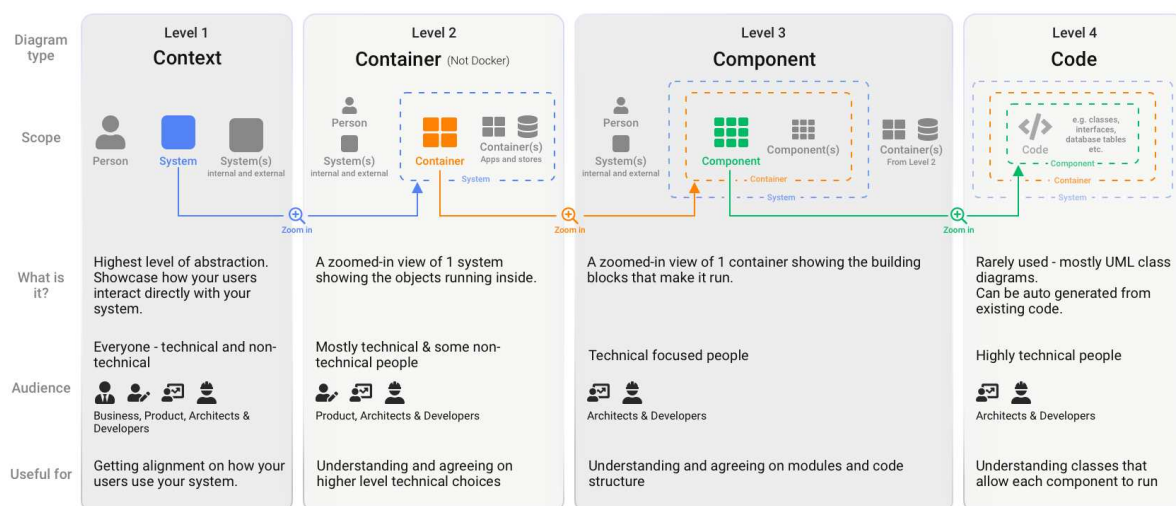 Diagram
type
Level 1
Context
Level 2
Container (Not Docker)
Level 3
Component
Level 4
Code
Scope
Person
System
System(s)
internal and external
Person
System(s)
internal and external
Container
Container(s)
Apps and stores
System
Person
System(s)
internal and external
Component
Component(s)
Container
System
Container(s)
From Level 2
Code
e.g. classes,
interfaces,
database tables
etc.
Component
Container
System
Zoom in
Zoom in
Zoom in
What is
it?
Highest level of abstraction.
Showcase how your users
interact directly with your
system.
A zoomed-in view of 1 system
showing the objects running inside.
A zoomed-in view of 1 container showing the building
blocks that make it run.
Rarely used - mostly UML class
diagrams.
Can be auto generated from
existing code.
Audience
Everyone - technical and non-
technical
Business, Product, Architects &
Developers
Mostly technical & some non-
technical people
Product, Architects & Developers
Technical focused people
Architects & Developers
Highly technical people
Architects & Developers
Useful for
Getting alignment on how your
users use your system.
Understanding and agreeing on
higher level technical choices
Understanding and agreeing on modules and code
structure
Understanding classes that
allow each component to run